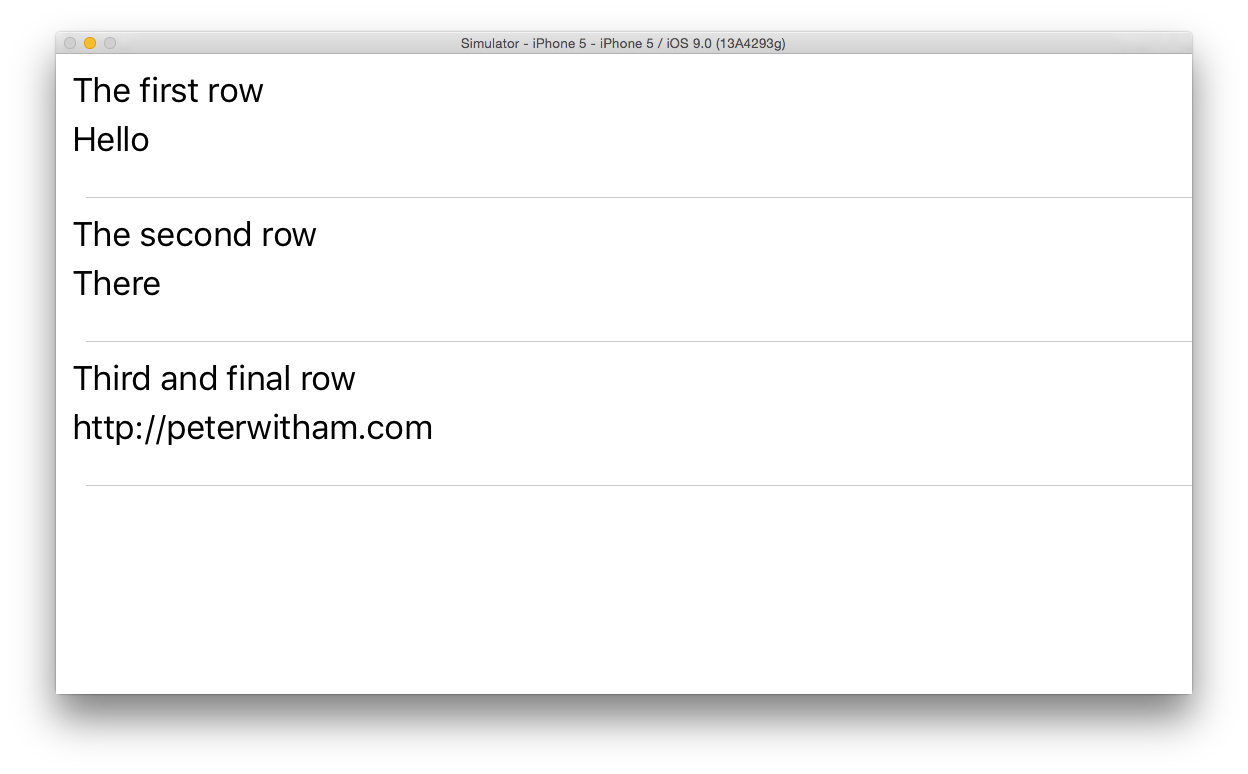 Simulator - iPhone 5 - iPhone 5 / iOS 9.0 (13A4293g)
The first row
Hello
The second row
There
Third and final row
http://peterwitham.com